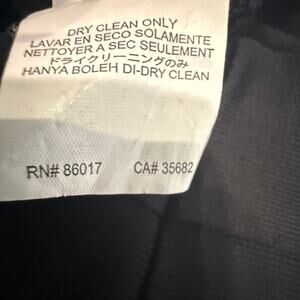 DRY CLEAN ONLY
LAVAR EN SECO SOLAMENTE
NETTOYER A SEC SEULEMENT
ドライクリーニングのみ
HANYA BOLEH DI-DRY CLEAN
RN# 86017 CA# 35682